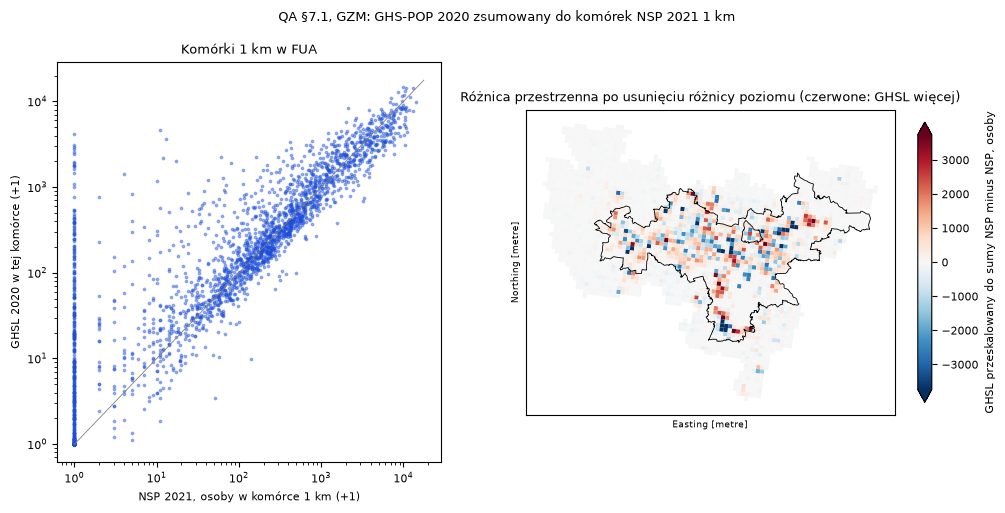 QA §7.1, GZM: GHS-POP 2020 zsumowany do komórek NSP 2021 1 km
Komórki 1 km w FUA
GHSL 2020 w tej komórce (+1)
10⁴
10³
10²
10¹
10⁰
10⁰ 10¹ 10² 10³ 10⁴
NSP 2021, osoby w komórce 1 km (+1)
Różnica przestrzenna po usunięciu różnicy poziomu (czerwone: GHSL więcej)
Northing [metre]
Easting [metre]
3000
2000
1000
0
−1000
−2000
−3000
GHSL przeskalowany do sumy NSP minus NSP, osoby